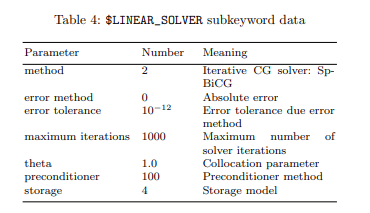 Table 4: $LINEAR_SOLVER subkeyword data
Parameter Number Meaning
method 2 Iterative CG solver: Sp-
BiCG
error method 0 Absolute error
error tolerance 10⁻¹² Error tolerance due error
method
maximum iterations 1000 Maximum number of
solver iterations
theta 1.0 Collocation parameter
preconditioner 100 Preconditioner method
storage 4 Storage model